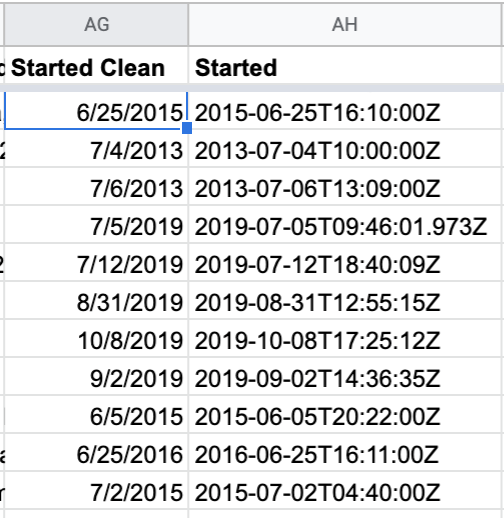 AG AH
Started Clean Started
6/25/2015 2015-06-25T16:10:00Z
7/4/2013 2013-07-04T10:00:00Z
7/6/2013 2013-07-06T13:09:00Z
7/5/2019 2019-07-05T09:46:01.973Z
7/12/2019 2019-07-12T18:40:09Z
8/31/2019 2019-08-31T12:55:15Z
10/8/2019 2019-10-08T17:25:12Z
9/2/2019 2019-09-02T14:36:35Z
6/5/2015 2015-06-05T20:22:00Z
6/25/2016 2016-06-25T16:11:00Z
7/2/2015 2015-07-02T04:40:00Z